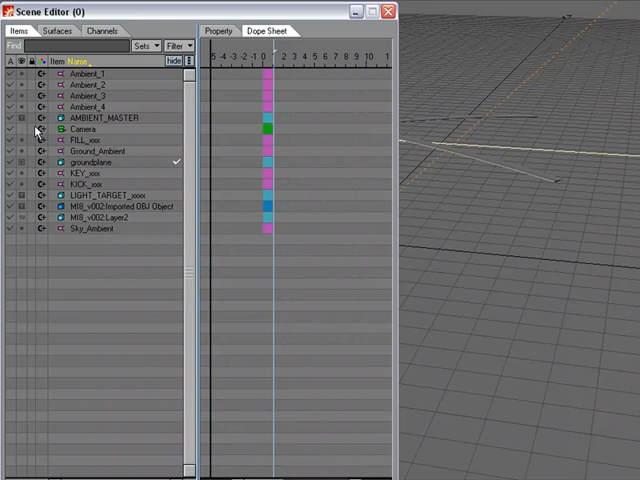 Scene Editor (0)
Items Surfaces Channels Property Dope Sheet
Find Sets Filter
A Item Name hide
5 -4 -3 -2 -1 0 1 2 3 4 5 6 7 8 9 10 1
Ambient_1
Ambient_2
Ambient_3
Ambient_4
AMBIENT_MASTER
Camera
FILL_xxx
Ground_Ambient
groundplane
KEY_xxx
KICK_xxx
LIGHT_TARGET_xxxx
MI8_v002:Imported OBJ Object
MI8_v002:Layer2
Sky_Ambient